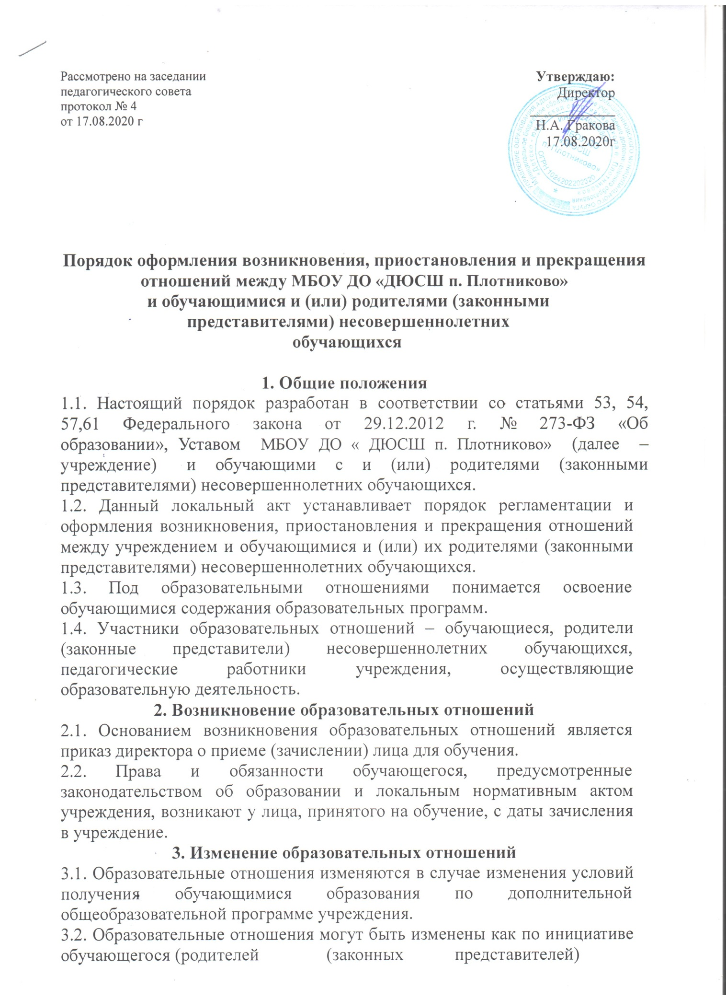 Рассмотрено на заседании
педагогического совета
протокол № 4
от 17.08.2020 г
Утверждаю:
Директор
Н.А. Гракова
17.08.2020г
ОГРН 1024202202320
п. Плотниково»
Порядок оформления возникновения, приостановления и прекращения
отношений между МБОУ ДО «ДЮСШ п. Плотниково»
и обучающимися и (или) родителями (законными
представителями) несовершеннолетних
обучающихся
1. Общие положения
1.1. Настоящий порядок разработан в соответствии со статьями 53, 54,
57,61 Федерального закона от 29.12.2012 г. № 273-ФЗ «Об
образовании», Уставом МБОУ ДО « ДЮСШ п. Плотниково» (далее –
учреждение) и обучающими с и (или) родителями (законными
представителями) несовершеннолетних обучающихся.
1.2. Данный локальный акт устанавливает порядок регламентации и
оформления возникновения, приостановления и прекращения отношений
между учреждением и обучающимися и (или) их родителями (законными
представителями) несовершеннолетних обучающихся.
1.3. Под образовательными отношениями понимается освоение
обучающимися содержания образовательных программ.
1.4. Участники образовательных отношений – обучающиеся, родители
(законные представители) несовершеннолетних обучающихся,
педагогические работники учреждения, осуществляющие
образовательную деятельность.
2. Возникновение образовательных отношений
2.1. Основанием возникновения образовательных отношений является
приказ директора о приеме (зачислении) лица для обучения.
2.2. Права и обязанности обучающегося, предусмотренные
законодательством об образовании и локальным нормативным актом
учреждения, возникают у лица, принятого на обучение, с даты зачисления
в учреждение.
3. Изменение образовательных отношений
3.1. Образовательные отношения изменяются в случае изменения условий
получения обучающимися образования по дополнительной
общеобразовательной программе учреждения.
3.2. Образовательные отношения могут быть изменены как по инициативе
обучающегося (родителей (законных представителей)